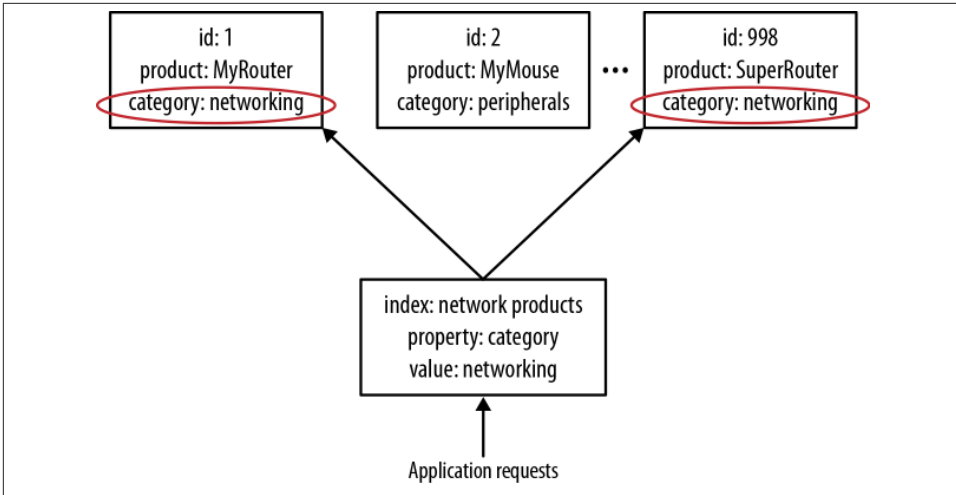 id: 1
product: MyRouter
category: networking
id: 2
product: MyMouse
category: peripherals
...
id: 998
product: SuperRouter
category: networking
index: network products
property: category
value: networking
Application requests